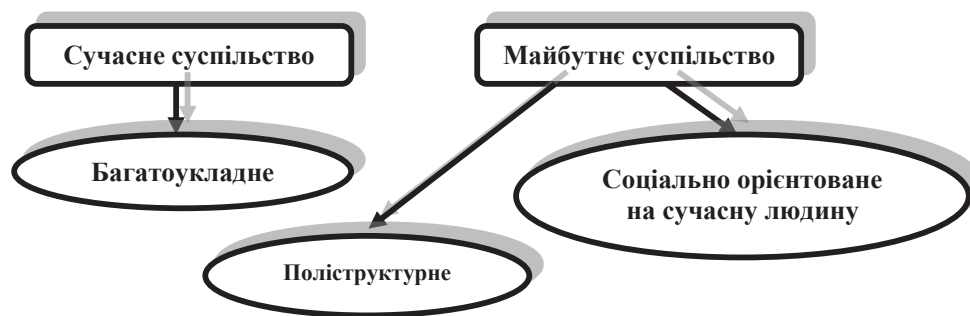 Сучасне суспільство
Майбутнє суспільство
Багатоукладне
Соціально орієнтоване
на сучасну людину
Поліструктурне